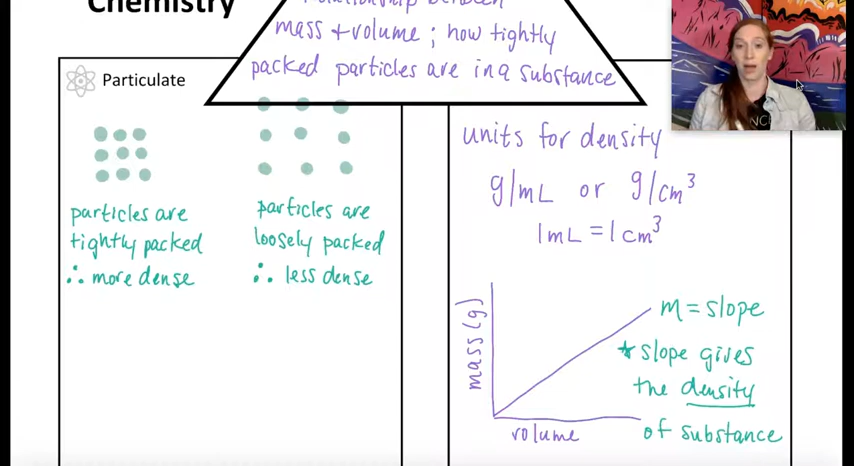 Chemistry
relationship between
mass + volume ; how tightly
packed particles are in a substance
Particulate
particles are
tightly packed
∴ more dense
particles are
loosely packed
∴ less dense
units for density
g/mL or g/cm³
1mL = 1cm³
mass (g)
volume
m = slope
* slope gives
the density
of substance